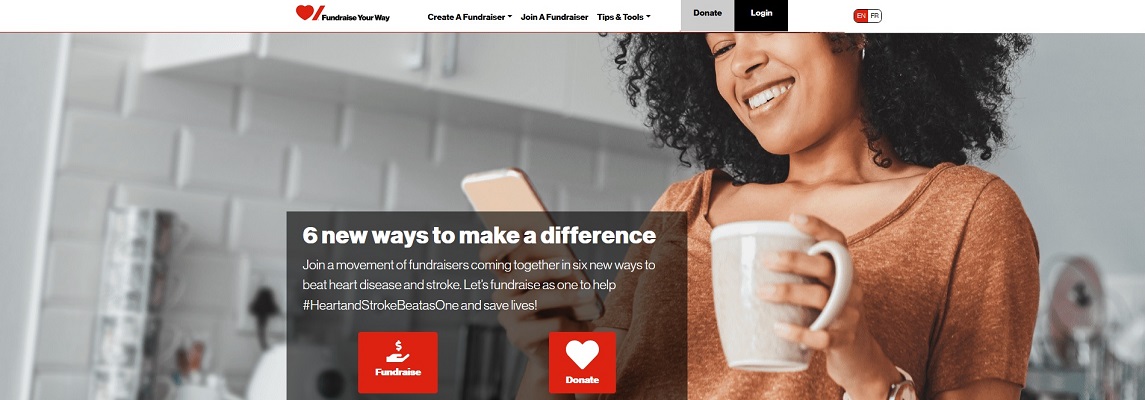 Fundraise Your Way
Create A Fundraiser
Join A Fundraiser
Tips & Tools
Donate
Login
EN FR
6 new ways to make a difference
Join a movement of fundraisers coming together in six new ways to
beat heart disease and stroke. Let's fundraise as one to help
#HeartandStrokeBeatasOne and save lives!
$
Fundraise
Donate